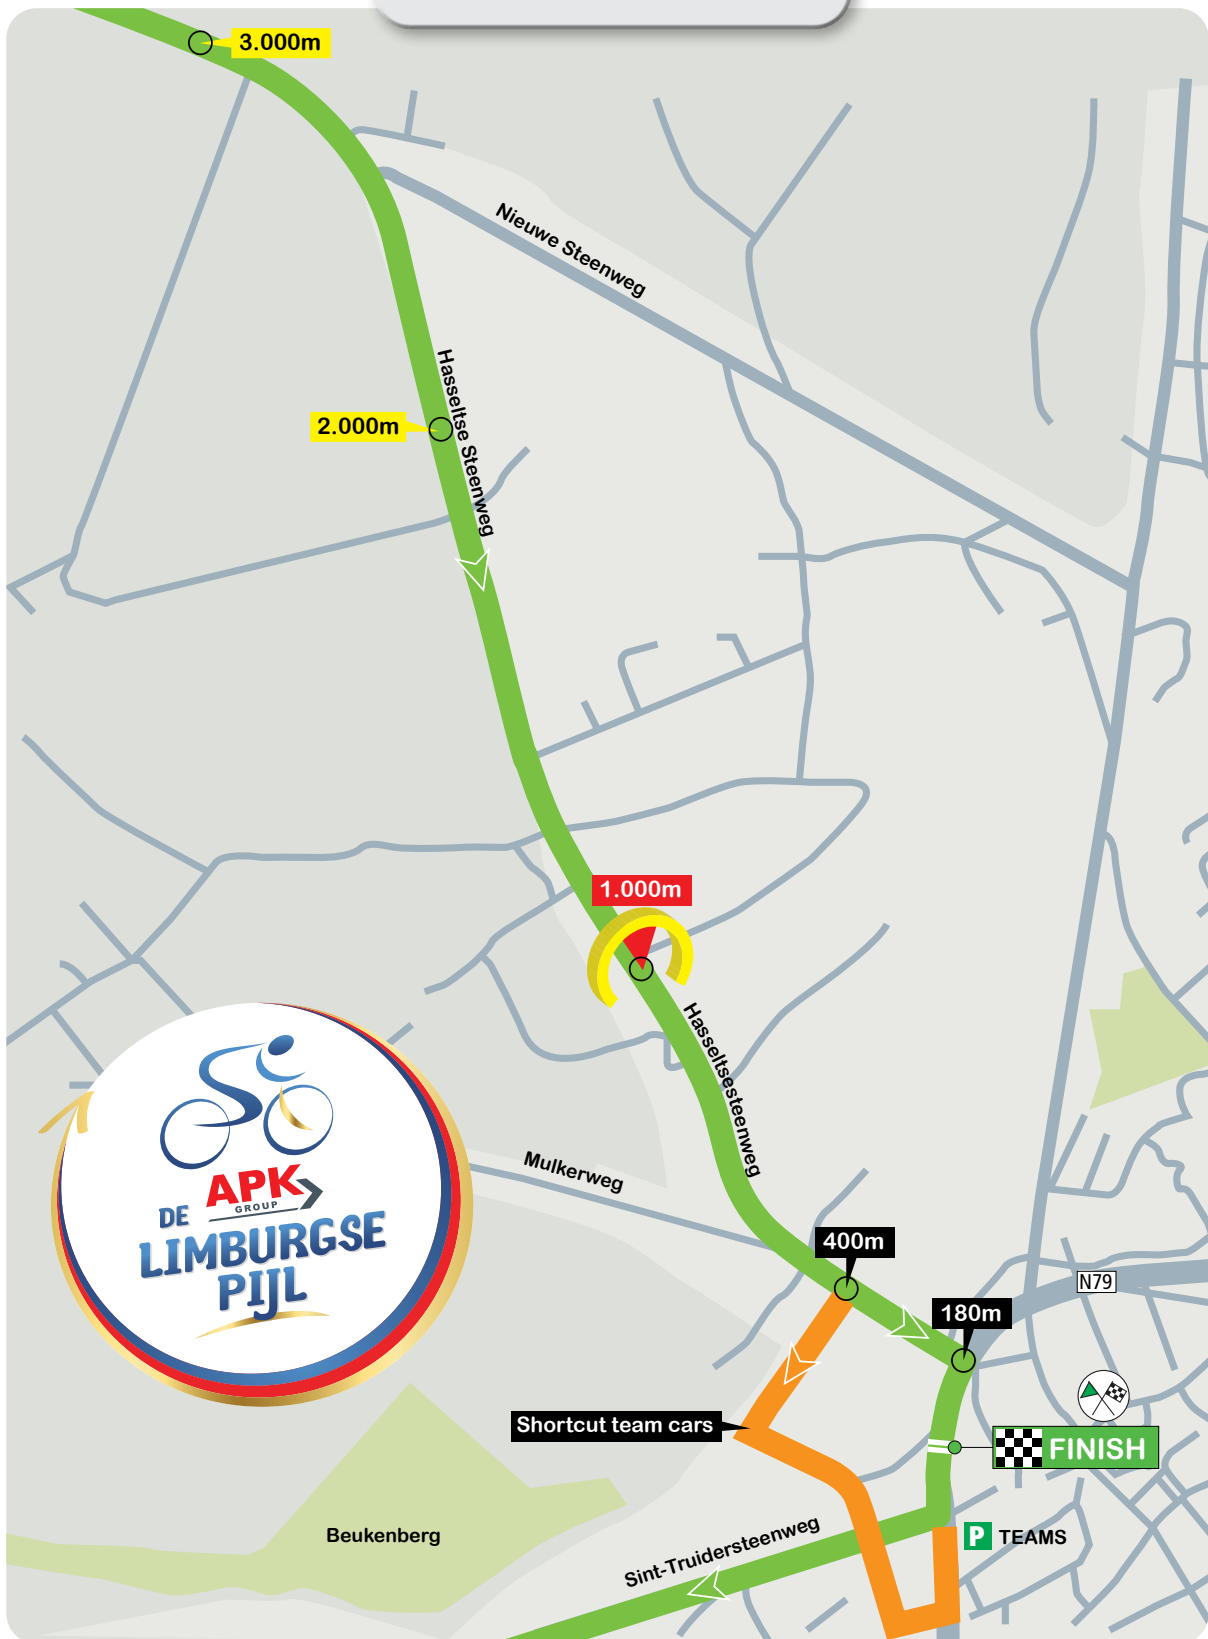 3.000m
Nieuwe Steenweg
Hasseltse Steenweg
2.000m
1.000m
Hasseltsesteenweg
Mulkerweg
400m
N79
180m
DE APK
GROUP
LIMBURGSE
PIJL
Shortcut team cars
FINISH
Beukenberg
Sint-Truidersteenweg
P TEAMS